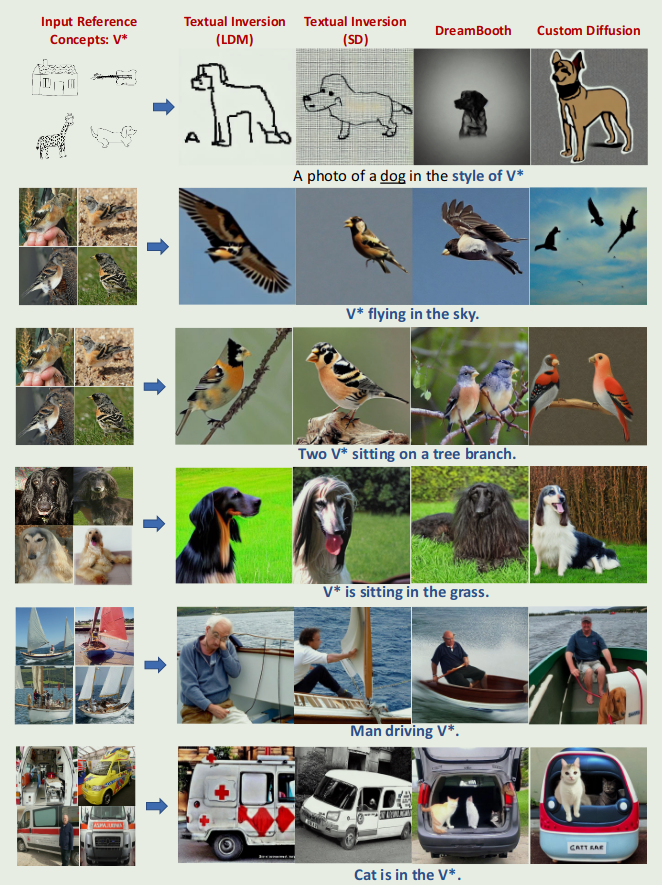 Input Reference
Concepts: V*
Textual Inversion
(LDM)
Textual Inversion
(SD)
DreamBooth
Custom Diffusion
A photo of a dog in the style of V*
V* flying in the sky.
Two V* sitting on a tree branch.
V* is sitting in the grass.
Man driving V*.
CATT RAR
Cat is in the V*.